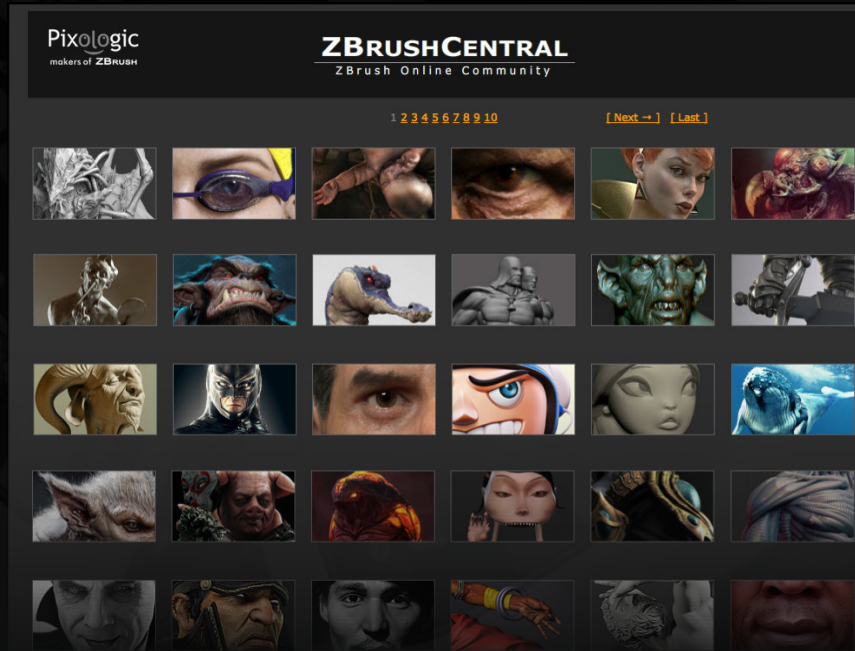 Pixologic
makers of ZBRUSH
ZBRUSHCENTRAL
ZBrush Online Community
1 2 3 4 5 6 7 8 9 10 [ Next → ] [ Last ]